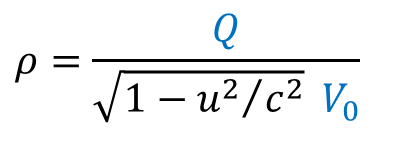 ρ = Q / (√(1 − u²/c²) V₀)